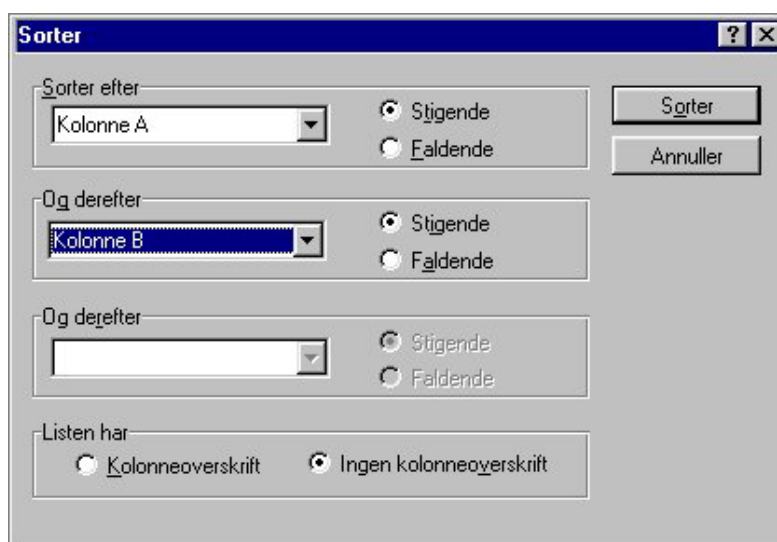 Sorter
Sorter efter
Kolonne A
Stigende
Faldende
Sorter
Annuller
Og derefter
Kolonne B
Stigende
Faldende
Og derefter
Stigende
Faldende
Listen har
Kolonneoverskrift
Ingen kolonneoverskrift